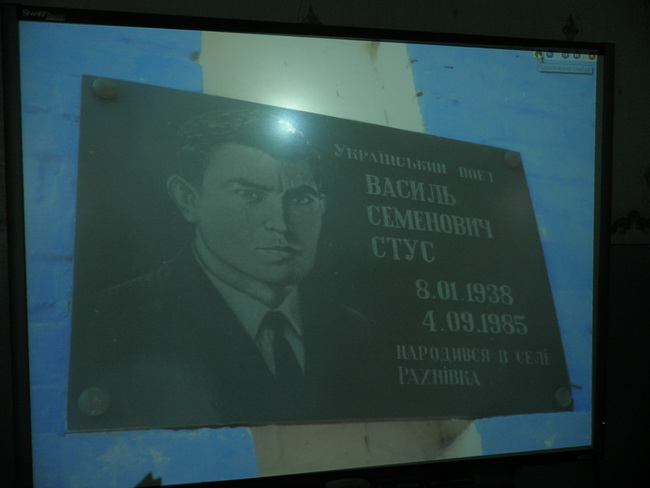 УКРАЇНСЬКИЙ ПОЕТ
ВАСИЛЬ
СЕМЕНОВИЧ
СТУС
8.01.1938
4.09.1985
НАРОДИВСЯ В СЕЛІ
РАХНІВКА